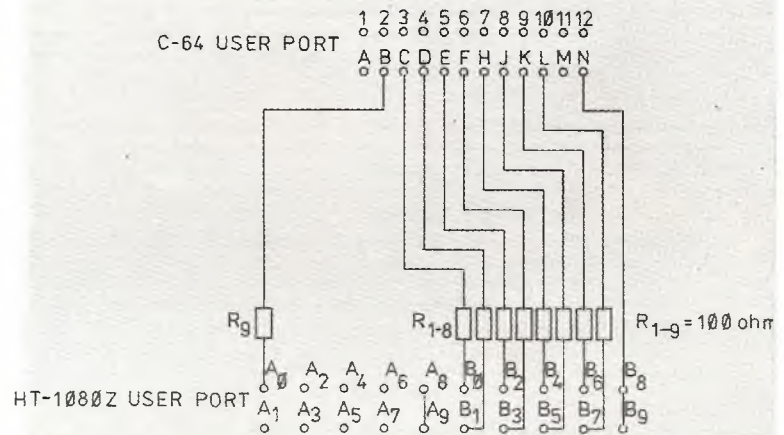 1 2 3 4 5 6 7 8 9 10 11 12
C-64 USER PORT
A B C D E F H J K L M N
R9 R1-8 R1-9 = 100 ohm
A0 A2 A4 A6 A8 B0 B2 B4 B6 B8
HT-1080Z USER PORT
A1 A3 A5 A7 A9 B1 B3 B5 B7 B9